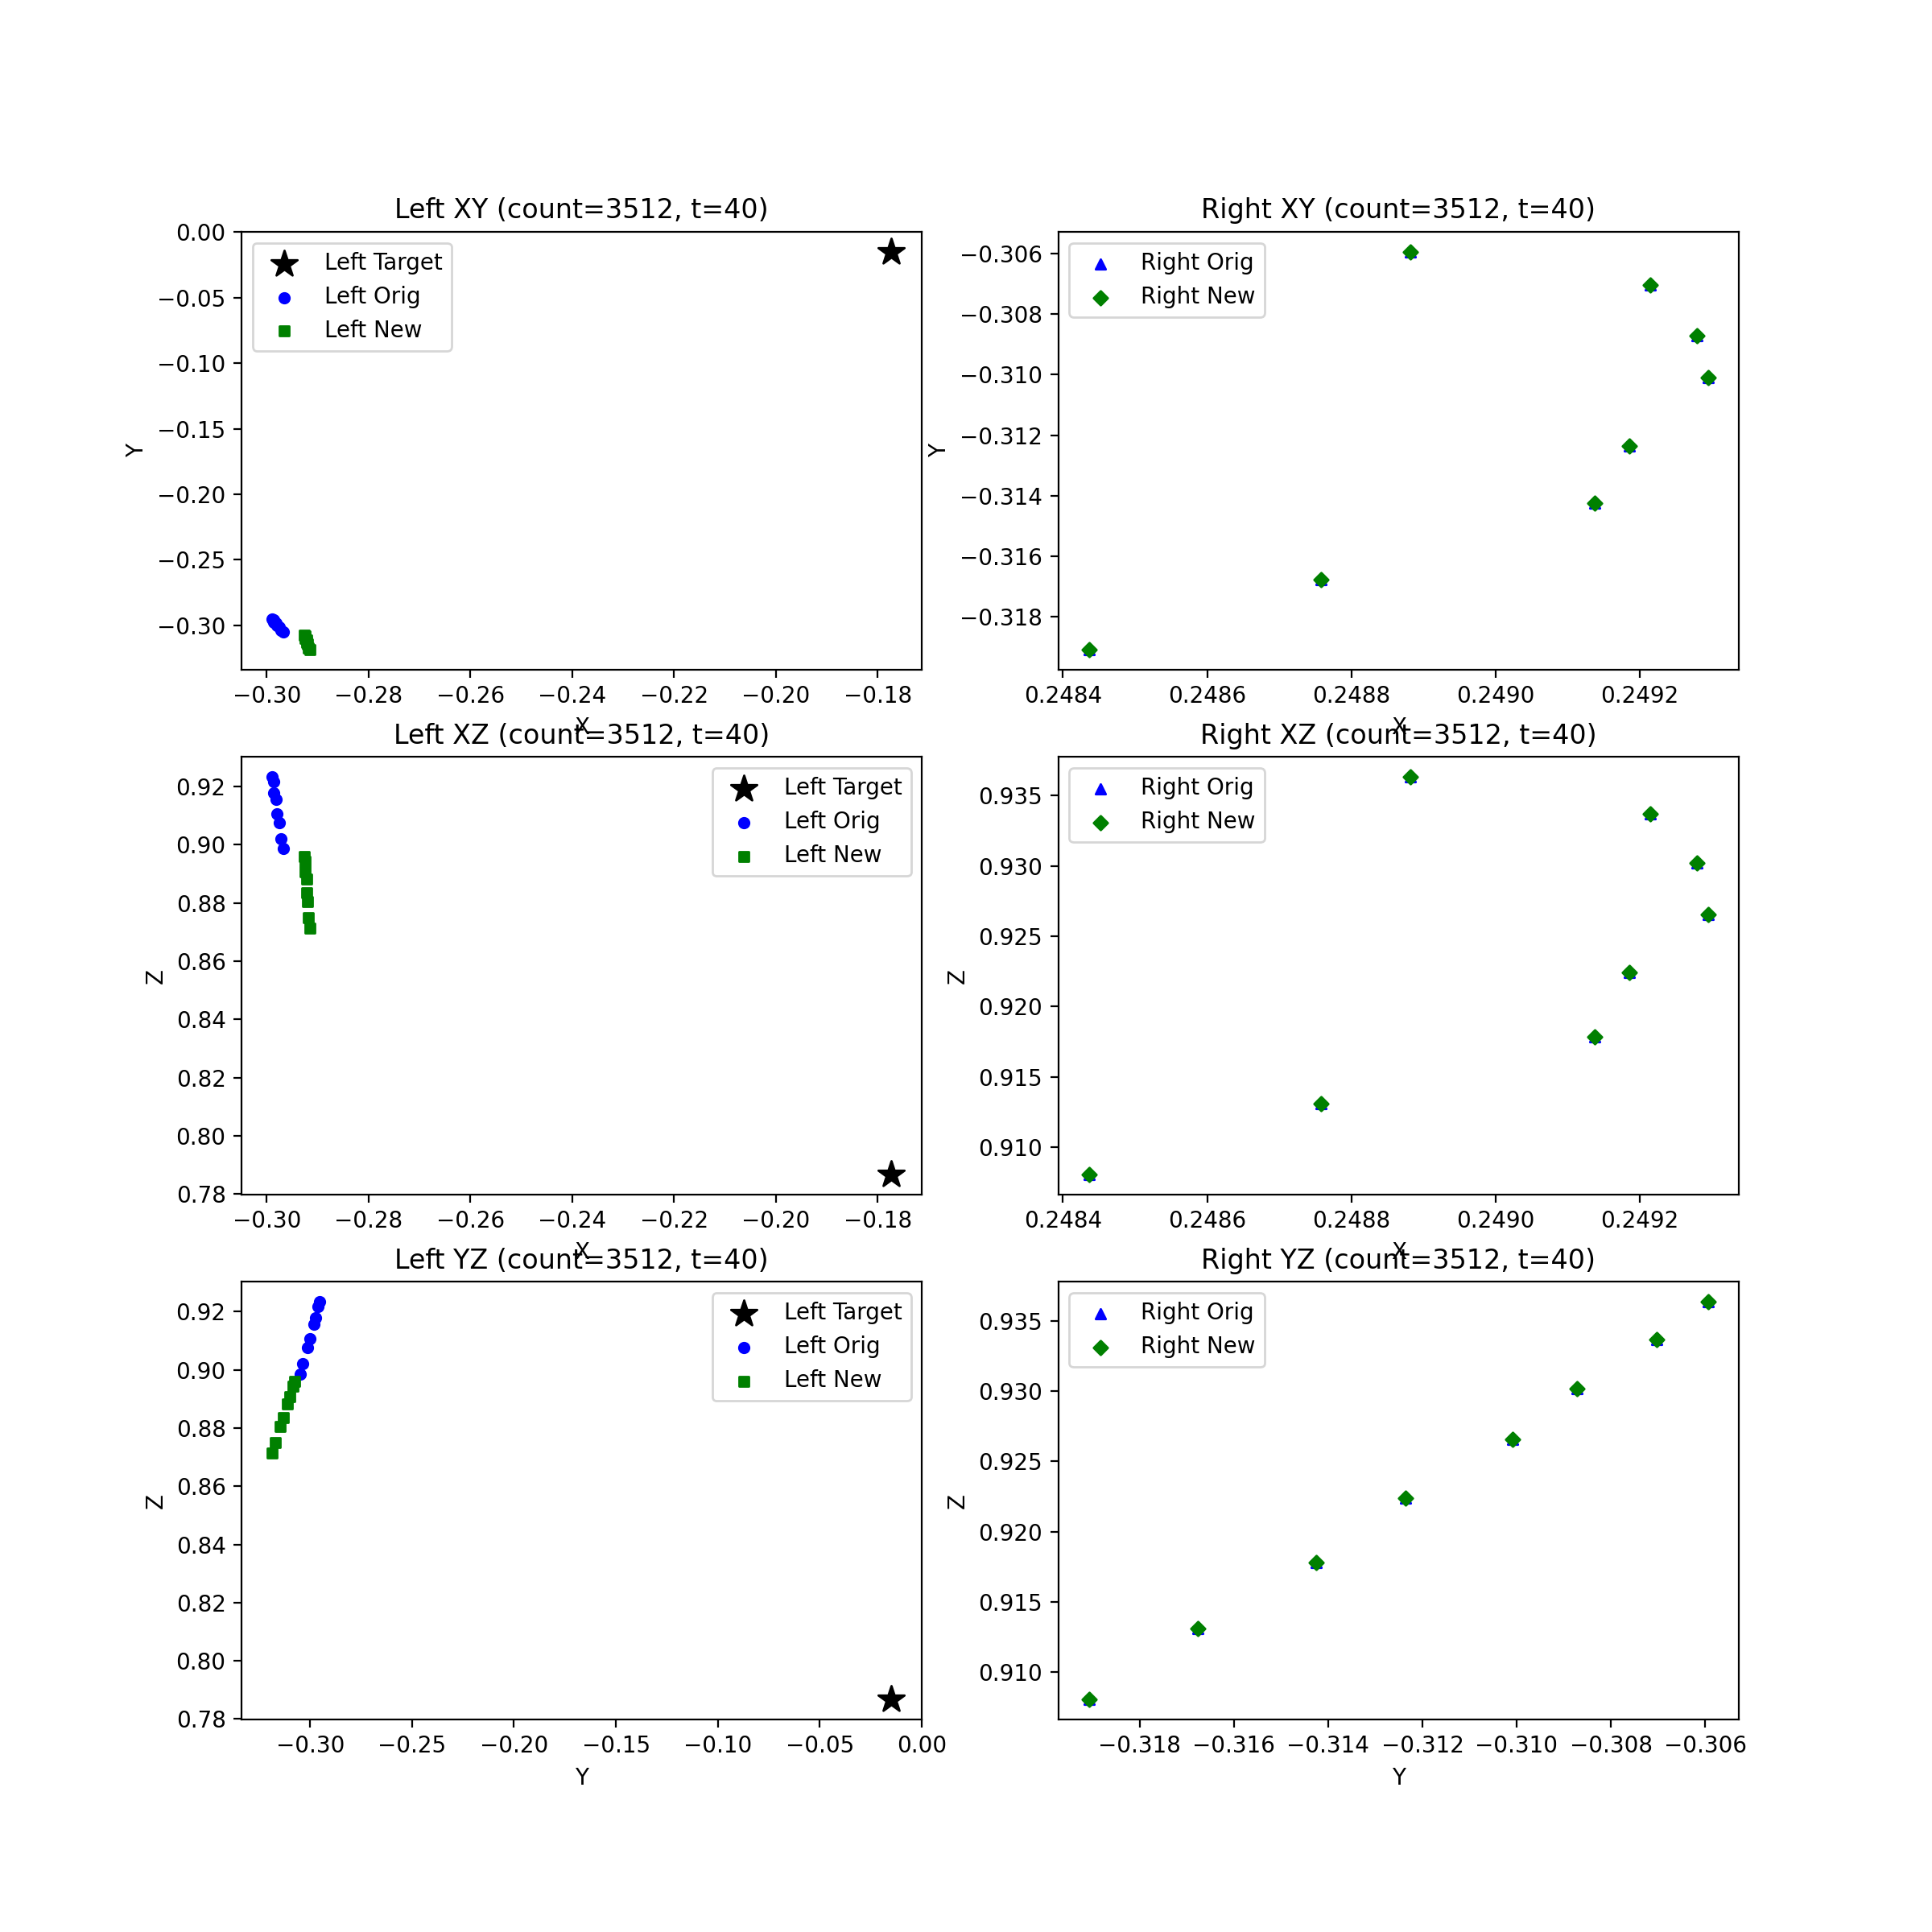 Left XY (count=3512, t=40)
0.00
−0.05
−0.10
−0.15
−0.20
−0.25
−0.30
Y
Left Target
Left Orig
Left New
−0.30 −0.28 −0.26 −0.24 −0.22 −0.20 −0.18
X
Right XY (count=3512, t=40)
−0.306
−0.308
−0.310
−0.312
−0.314
−0.316
−0.318
Y
Right Orig
Right New
0.2484 0.2486 0.2488 0.2490 0.2492
X
Left XZ (count=3512, t=40)
0.92
0.90
0.88
0.86
0.84
0.82
0.80
0.78
Z
Left Target
Left Orig
Left New
−0.30 −0.28 −0.26 −0.24 −0.22 −0.20 −0.18
X
Right XZ (count=3512, t=40)
0.935
0.930
0.925
0.920
0.915
0.910
Z
Right Orig
Right New
0.2484 0.2486 0.2488 0.2490 0.2492
X
Left YZ (count=3512, t=40)
0.92
0.90
0.88
0.86
0.84
0.82
0.80
0.78
Z
Left Target
Left Orig
Left New
−0.30 −0.25 −0.20 −0.15 −0.10 −0.05 0.00
Y
Right YZ (count=3512, t=40)
0.935
0.930
0.925
0.920
0.915
0.910
Z
Right Orig
Right New
−0.318 −0.316 −0.314 −0.312 −0.310 −0.308 −0.306
Y